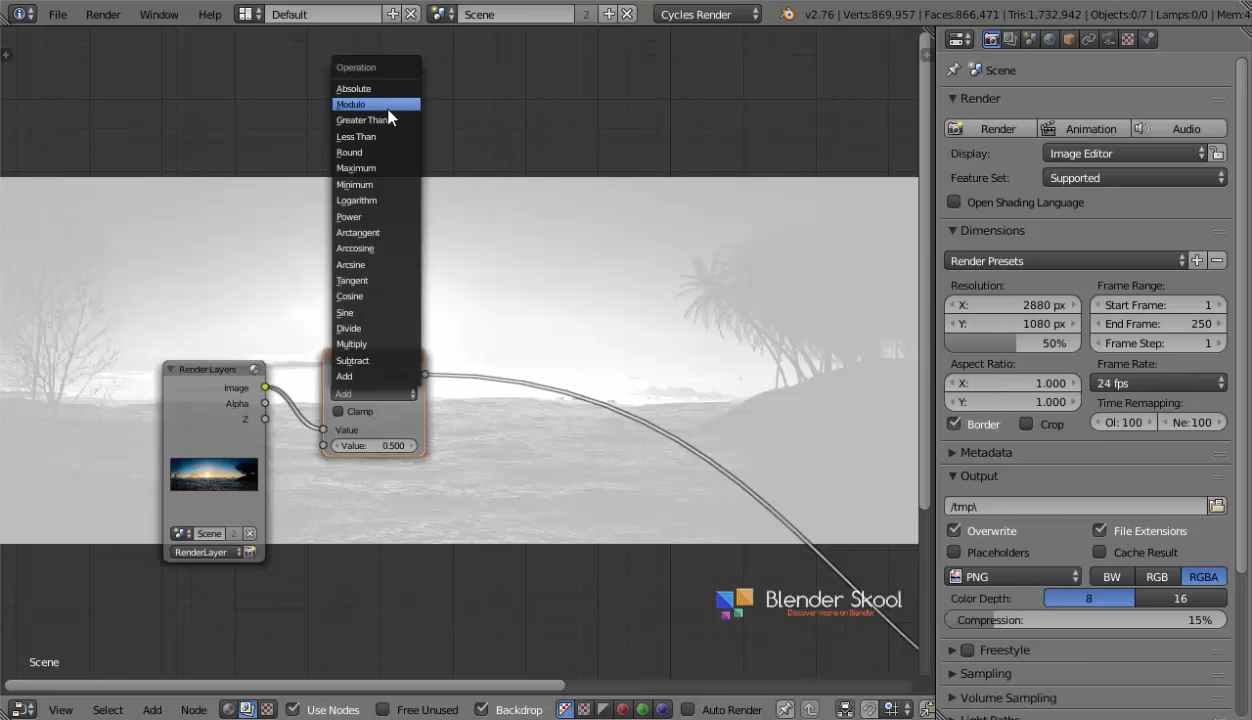 File Render Window Help Default Scene 2 Cycles Render v2.76 | Verts:869,957 | Faces:866,471 | Tris:1,732,942 | Objects:0/7 | Lamps:0/0 | Mem:4
Operation
Absolute
Modulo
Greater Than
Less Than
Round
Maximum
Minimum
Logarithm
Power
Arctangent
Arccosine
Arcsine
Tangent
Cosine
Sine
Divide
Multiply
Subtract
Add
Add
Clamp
Value
Value: 0.500
RenderLayers
Image
Alpha
Z
Scene 2
RenderLayer
Blender Skool
Discover more on Blender
Scene
View Select Add Node Use Nodes Free Unused Backdrop Auto Render
Scene
Render
Render Animation Audio
Display: Image Editor
Feature Set: Supported
Open Shading Language
Dimensions
Render Presets
Resolution: Frame Range:
X: 2880 px Start Frame: 1
Y: 1080 px End Frame: 250
50% Frame Step: 1
Aspect Ratio: Frame Rate:
X: 1.000 24 fps
Y: 1.000 Time Remapping:
Border Crop Ol: 100 Ne: 100
Metadata
Output
/tmp\
Overwrite File Extensions
Placeholders Cache Result
PNG BW RGB RGBA
Color Depth: 8 16
Compression: 15%
Freestyle
Sampling
Volume Sampling
Light Paths